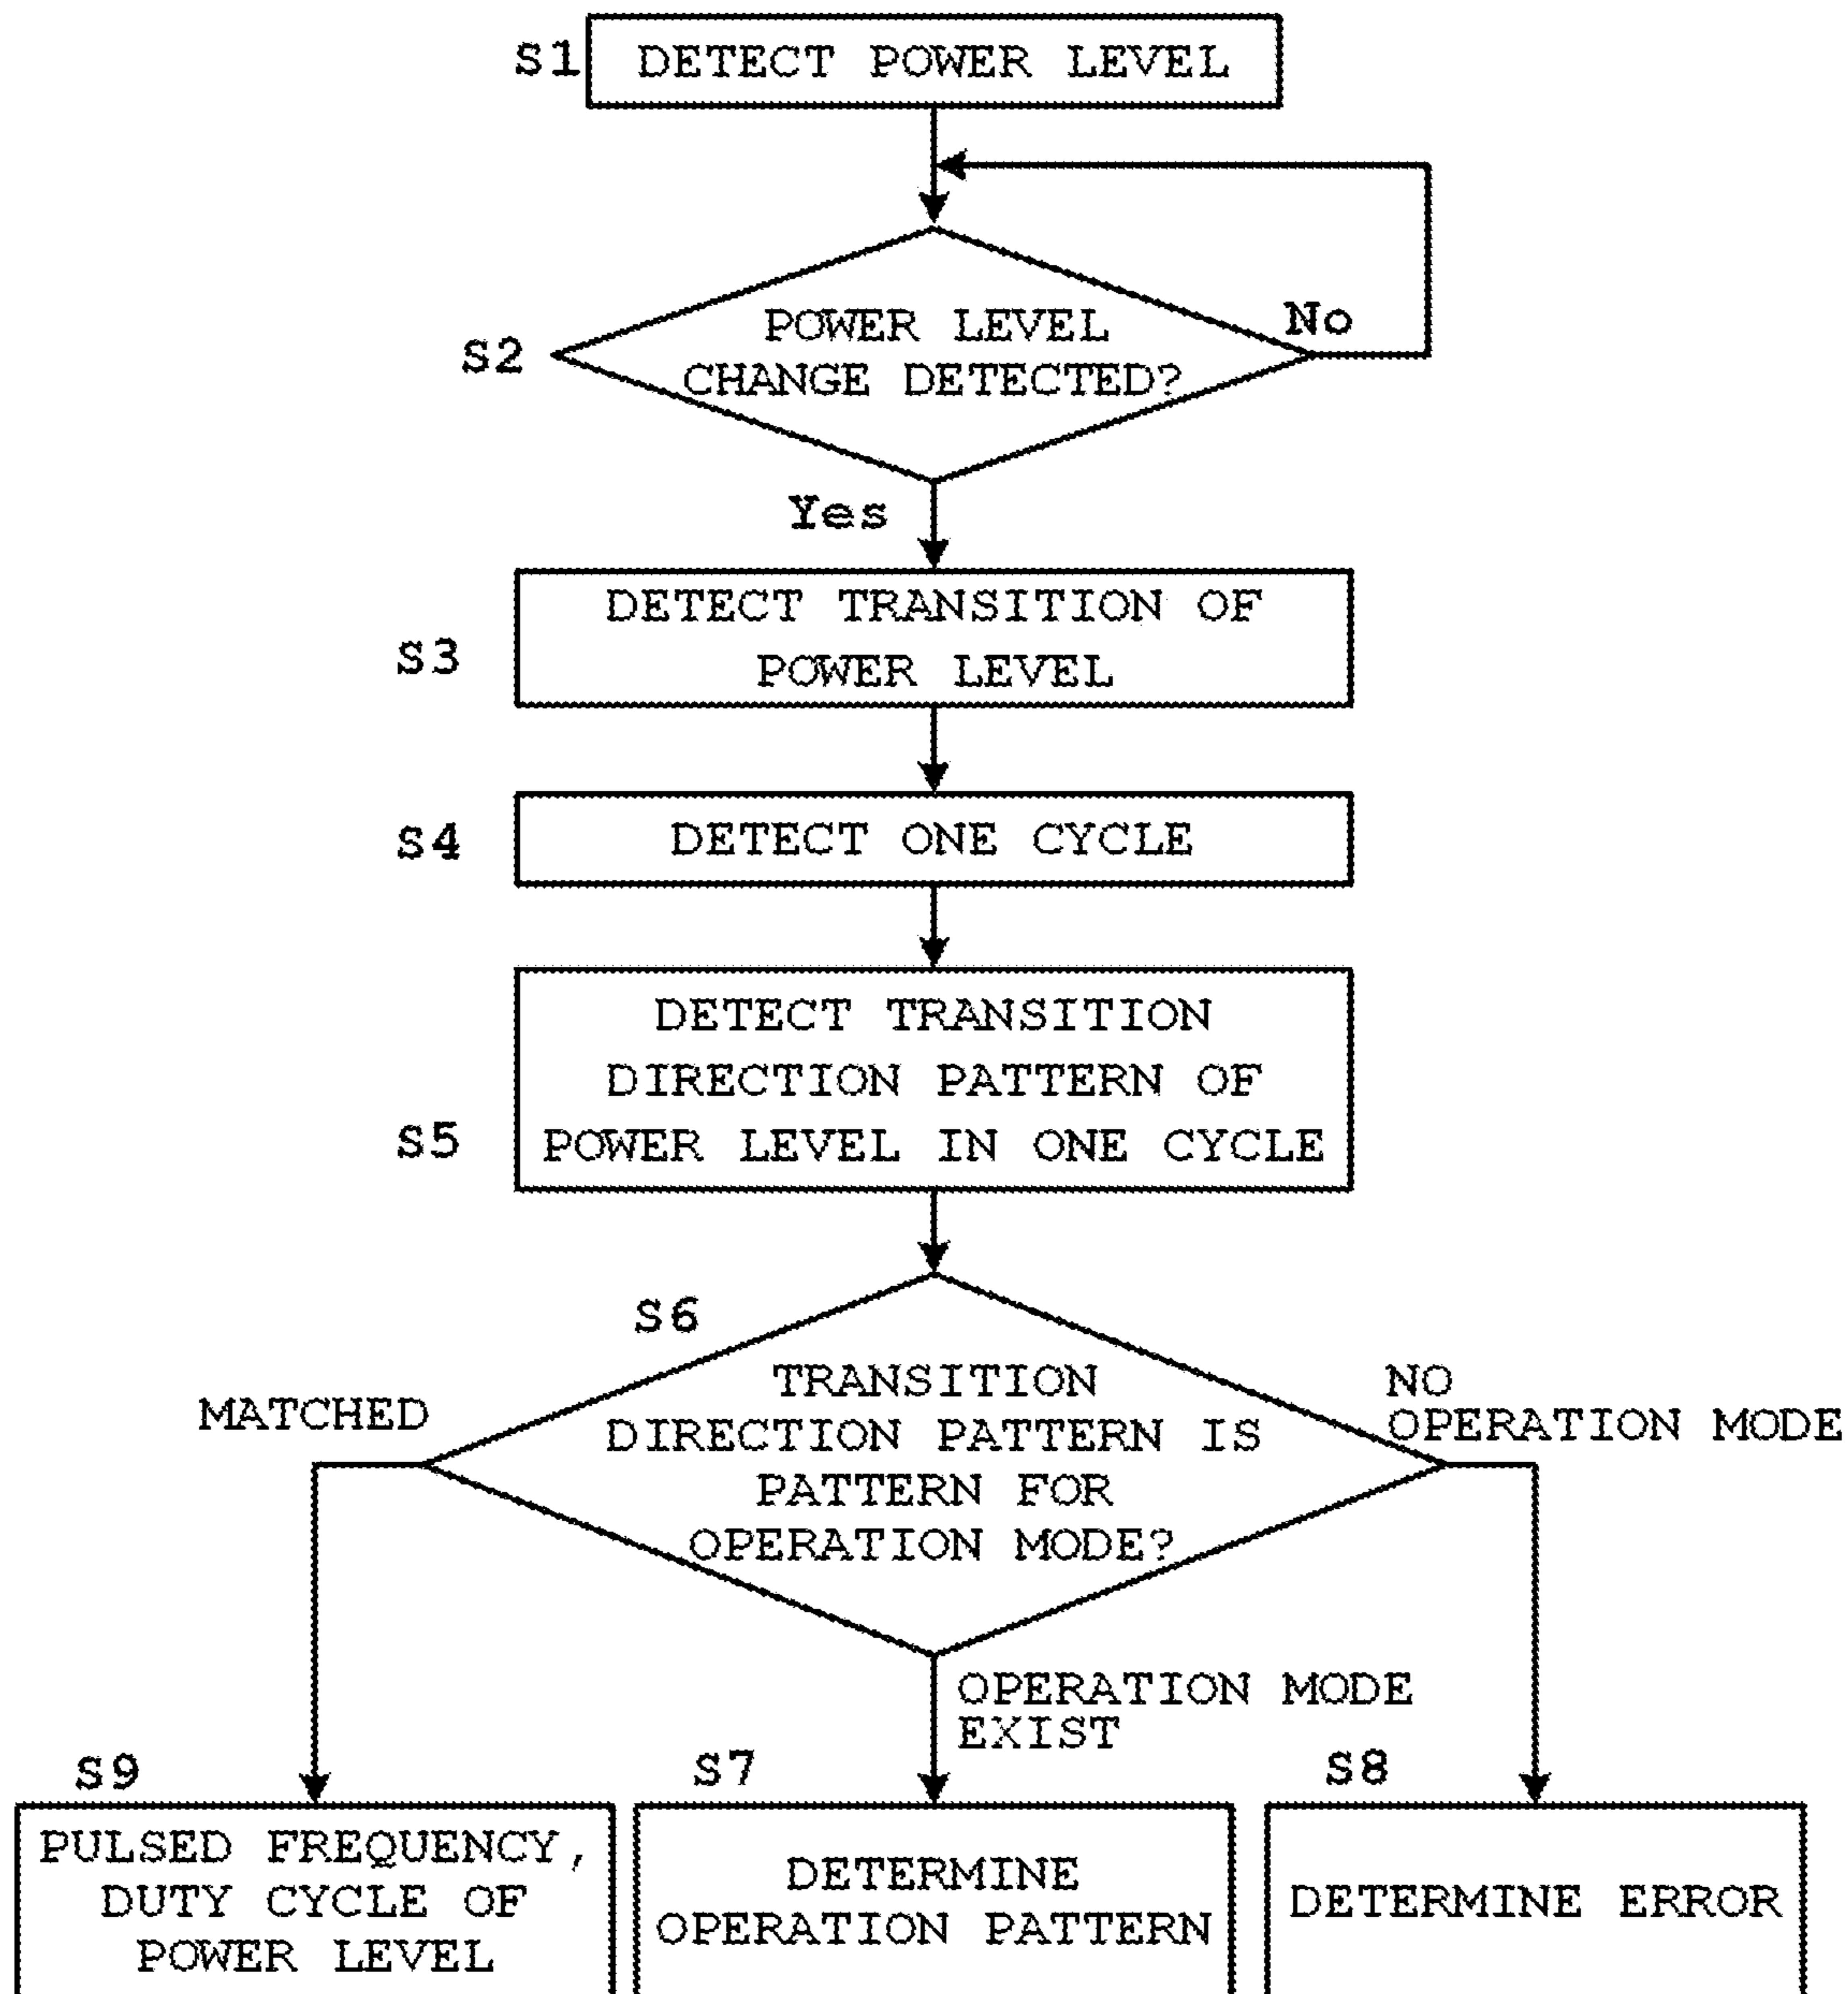 S1
DETECT POWER LEVEL
S2
POWER LEVEL
CHANGE DETECTED?
No
Yes
S3
DETECT TRANSITION OF
POWER LEVEL
S4
DETECT ONE CYCLE
S5
DETECT TRANSITION
DIRECTION PATTERN OF
POWER LEVEL IN ONE CYCLE
S6
TRANSITION
DIRECTION PATTERN IS
PATTERN FOR
OPERATION MODE?
MATCHED
NO
OPERATION MODE
OPERATION MODE
EXIST
S9
PULSED FREQUENCY,
DUTY CYCLE OF
POWER LEVEL
S7
DETERMINE
OPERATION PATTERN
S8
DETERMINE ERROR